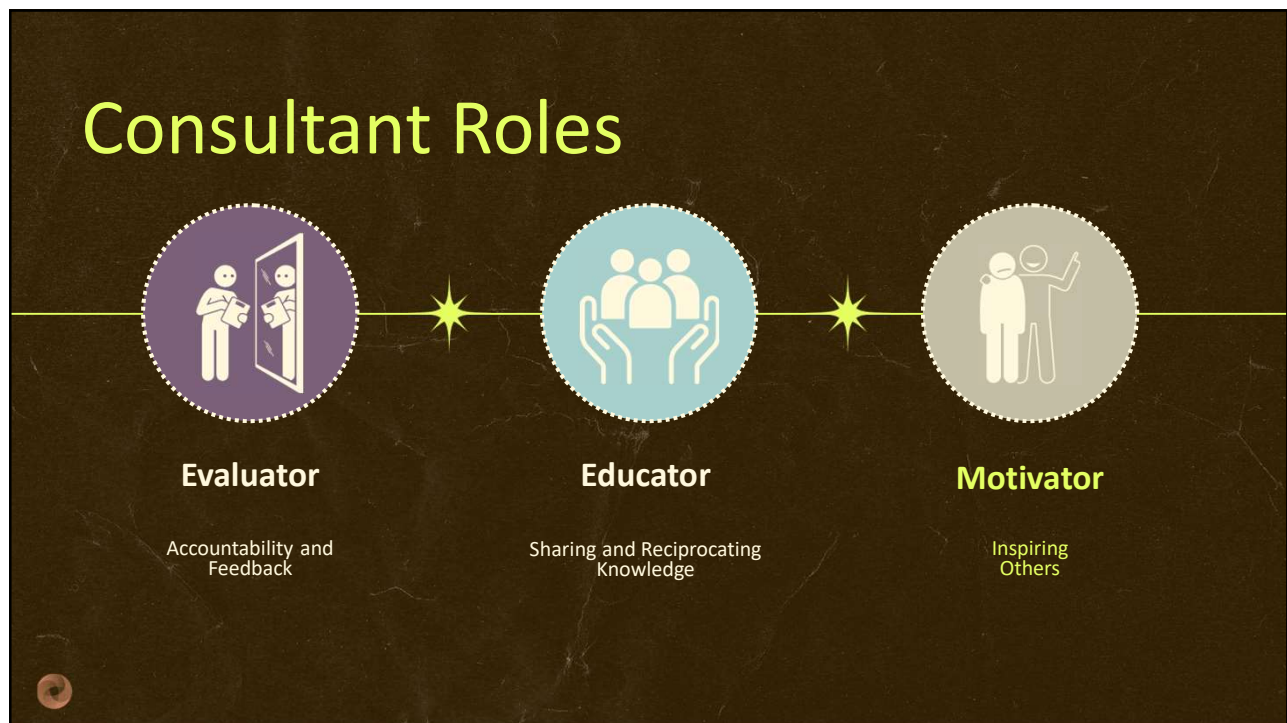 Consultant Roles
Evaluator
Accountability and
Feedback
Educator
Sharing and Reciprocating
Knowledge
Motivator
Inspiring
Others